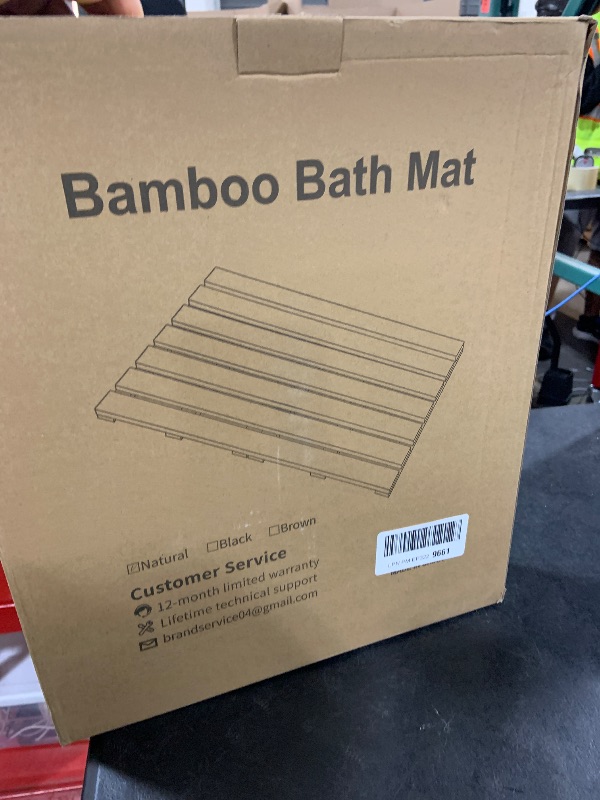 Bamboo Bath Mat
☑Natural ☐Black ☐Brown
Customer Service
12-month limited warranty
Lifetime technical support
brandservice04@gmail.com
9661